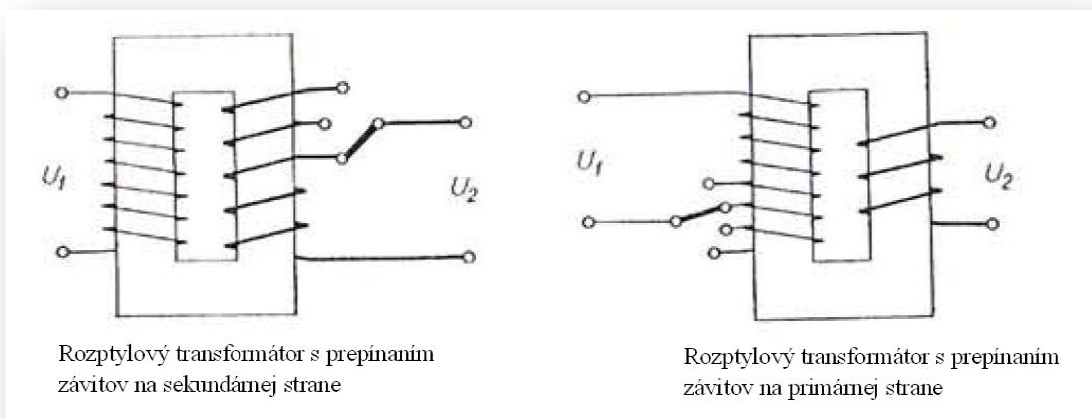 U1
U2
Rozptylový transformátor s prepínaním
závitov na sekundárnej strane
U1
U2
Rozptylový transformátor s prepínaním
závitov na primárnej strane